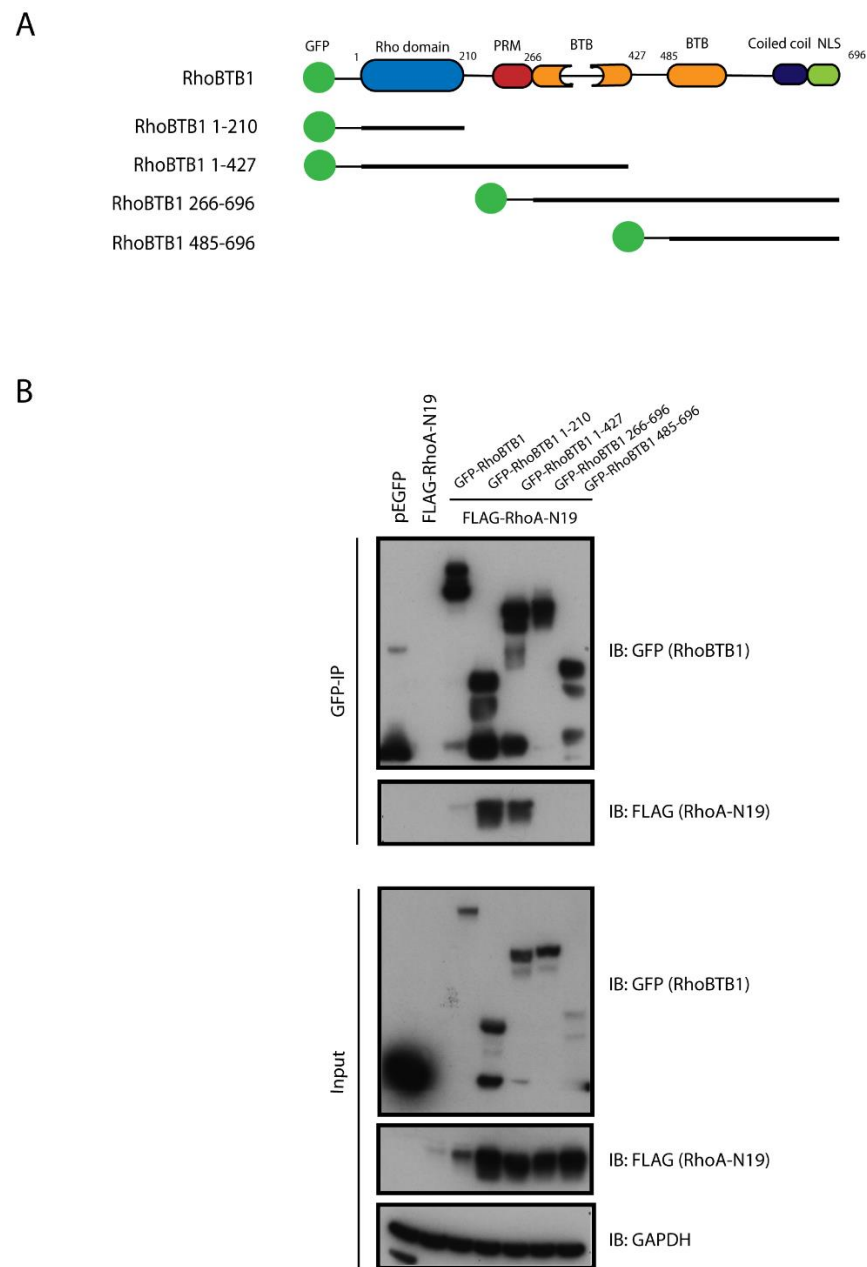 A
GFP 1 Rho domain 210 PRM 266 BTB 427 485 BTB Coiled coil NLS 696
RhoBTB1
RhoBTB1 1-210
RhoBTB1 1-427
RhoBTB1 266-696
RhoBTB1 485-696
B
pEGFP
FLAG-RhoA-N19
GFP-RhoBTB1
GFP-RhoBTB1 1-210
GFP-RhoBTB1 1-427
GFP-RhoBTB1 266-696
GFP-RhoBTB1 485-696
FLAG-RhoA-N19
GFP-IP
IB: GFP (RhoBTB1)
IB: FLAG (RhoA-N19)
Input
IB: GFP (RhoBTB1)
IB: FLAG (RhoA-N19)
IB: GAPDH